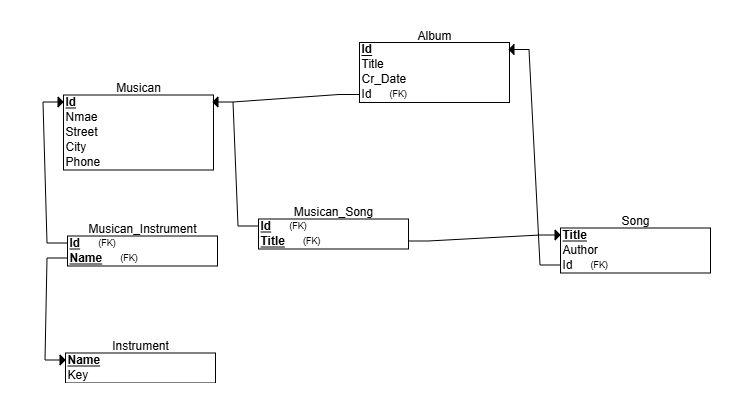 Album
Id
Title
Cr_Date
Id (FK)
Musican
Id
Nmae
Street
City
Phone
Musican_Instrument
Id (FK)
Name (FK)
Musican_Song
Id (FK)
Title (FK)
Song
Title
Author
Id (FK)
Instrument
Name
Key